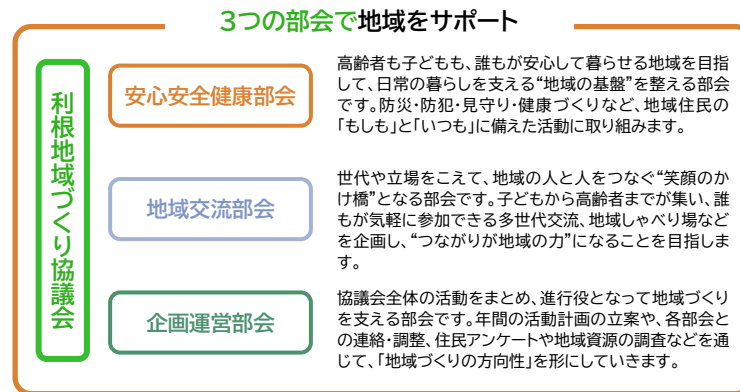 3つの部会で地域をサポート
利根地域づくり協議会
安心安全健康部会
高齢者も子どもも、誰もが安心して暮らせる地域を目指
して、日常の暮らしを支える“地域の基盤”を整える部会
です。防災・防犯・見守り・健康づくりなど、地域住民の
「もしも」と「いつも」に備えた活動に取り組みます。
地域交流部会
世代や立場をこえて、地域の人と人をつなぐ“笑顔のか
け橋”となる部会です。子どもから高齢者までが集い、誰
もが気軽に参加できる多世代交流、地域しゃべり場など
を企画し、“つながりが地域の力”になることを目指しま
す。
企画運営部会
協議会全体の活動をまとめ、進行役となって地域づくり
を支える部会です。年間の活動計画の立案や、各部会と
の連絡・調整、住民アンケートや地域資源の調査などを通
じて、「地域づくりの方向性」を形にしていきます。